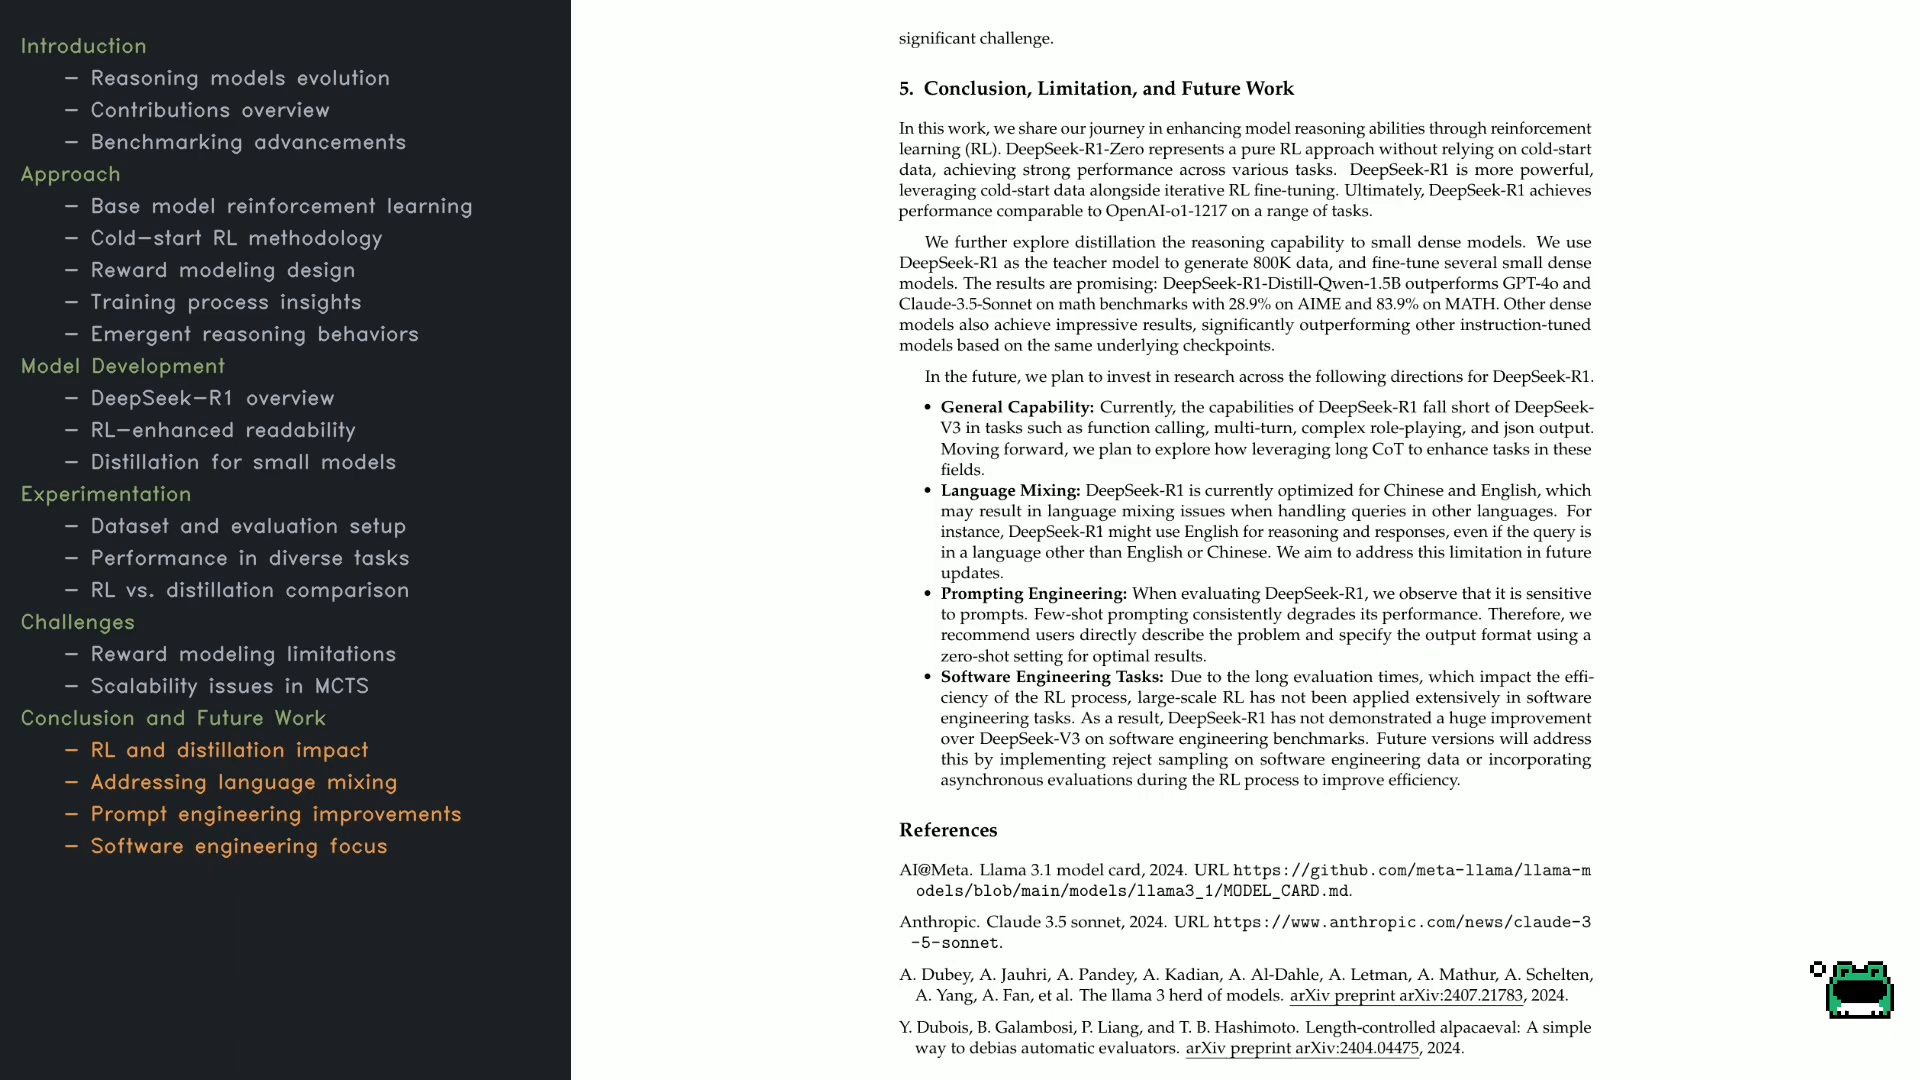 Introduction
– Reasoning models evolution
– Contributions overview
– Benchmarking advancements
Approach
– Base model reinforcement learning
– Cold–start RL methodology
– Reward modeling design
– Training process insights
– Emergent reasoning behaviors
Model Development
– DeepSeek–R1 overview
– RL–enhanced readability
– Distillation for small models
Experimentation
– Dataset and evaluation setup
– Performance in diverse tasks
– RL vs. distillation comparison
Challenges
– Reward modeling limitations
– Scalability issues in MCTS
Conclusion and Future Work
– RL and distillation impact
– Addressing language mixing
– Prompt engineering improvements
– Software engineering focus
significant challenge.
5. Conclusion, Limitation, and Future Work
In this work, we share our journey in enhancing model reasoning abilities through reinforcement
learning (RL). DeepSeek-R1-Zero represents a pure RL approach without relying on cold-start
data, achieving strong performance across various tasks. DeepSeek-R1 is more powerful,
leveraging cold-start data alongside iterative RL fine-tuning. Ultimately, DeepSeek-R1 achieves
performance comparable to OpenAI-o1-1217 on a range of tasks.
We further explore distillation the reasoning capability to small dense models. We use
DeepSeek-R1 as the teacher model to generate 800K data, and fine-tune several small dense
models. The results are promising: DeepSeek-R1-Distill-Qwen-1.5B outperforms GPT-4o and
Claude-3.5-Sonnet on math benchmarks with 28.9% on AIME and 83.9% on MATH. Other dense
models also achieve impressive results, significantly outperforming other instruction-tuned
models based on the same underlying checkpoints.
In the future, we plan to invest in research across the following directions for DeepSeek-R1.
• General Capability: Currently, the capabilities of DeepSeek-R1 fall short of DeepSeek-
V3 in tasks such as function calling, multi-turn, complex role-playing, and json output.
Moving forward, we plan to explore how leveraging long CoT to enhance tasks in these
fields.
• Language Mixing: DeepSeek-R1 is currently optimized for Chinese and English, which
may result in language mixing issues when handling queries in other languages. For
instance, DeepSeek-R1 might use English for reasoning and responses, even if the query is
in a language other than English or Chinese. We aim to address this limitation in future
updates.
• Prompting Engineering: When evaluating DeepSeek-R1, we observe that it is sensitive
to prompts. Few-shot prompting consistently degrades its performance. Therefore, we
recommend users directly describe the problem and specify the output format using a
zero-shot setting for optimal results.
• Software Engineering Tasks: Due to the long evaluation times, which impact the effi-
ciency of the RL process, large-scale RL has not been applied extensively in software
engineering tasks. As a result, DeepSeek-R1 has not demonstrated a huge improvement
over DeepSeek-V3 on software engineering benchmarks. Future versions will address
this by implementing reject sampling on software engineering data or incorporating
asynchronous evaluations during the RL process to improve efficiency.
References
AI@Meta. Llama 3.1 model card, 2024. URL https://github.com/meta-llama/llama-m
odels/blob/main/models/llama3_1/MODEL_CARD.md.
Anthropic. Claude 3.5 sonnet, 2024. URL https://www.anthropic.com/news/claude-3
-5-sonnet.
A. Dubey, A. Jauhri, A. Pandey, A. Kadian, A. Al-Dahle, A. Letman, A. Mathur, A. Schelten,
A. Yang, A. Fan, et al. The llama 3 herd of models. arXiv preprint arXiv:2407.21783, 2024.
Y. Dubois, B. Galambosi, P. Liang, and T. B. Hashimoto. Length-controlled alpacaeval: A simple
way to debias automatic evaluators. arXiv preprint arXiv:2404.04475, 2024.